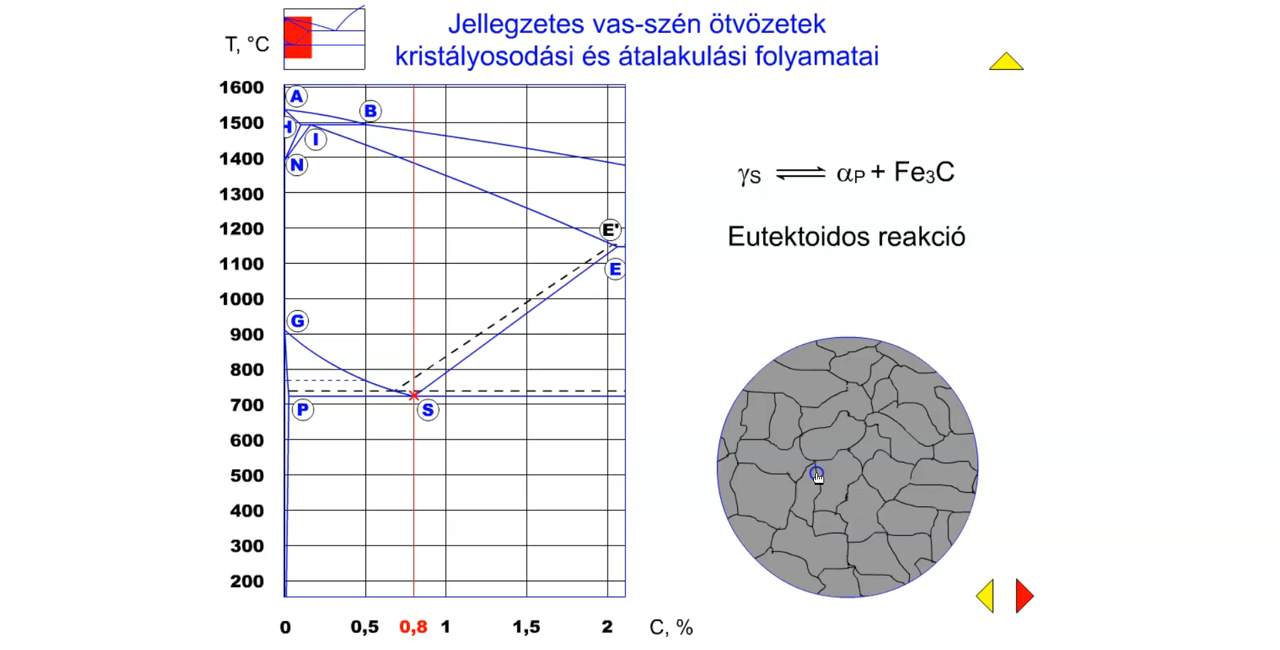 Jellegzetes vas-szén ötvözetek
kristályosodási és átalakulási folyamatai
T, °C
1600
1500
1400
1300
1200
1100
1000
900
800
700
600
500
400
300
200
A
B
H
I
N
E'
E
G
P
S
0
0,5
0,8
1
1,5
2
C, %
γS ⇌ αP + Fe3C
Eutektoidos reakció